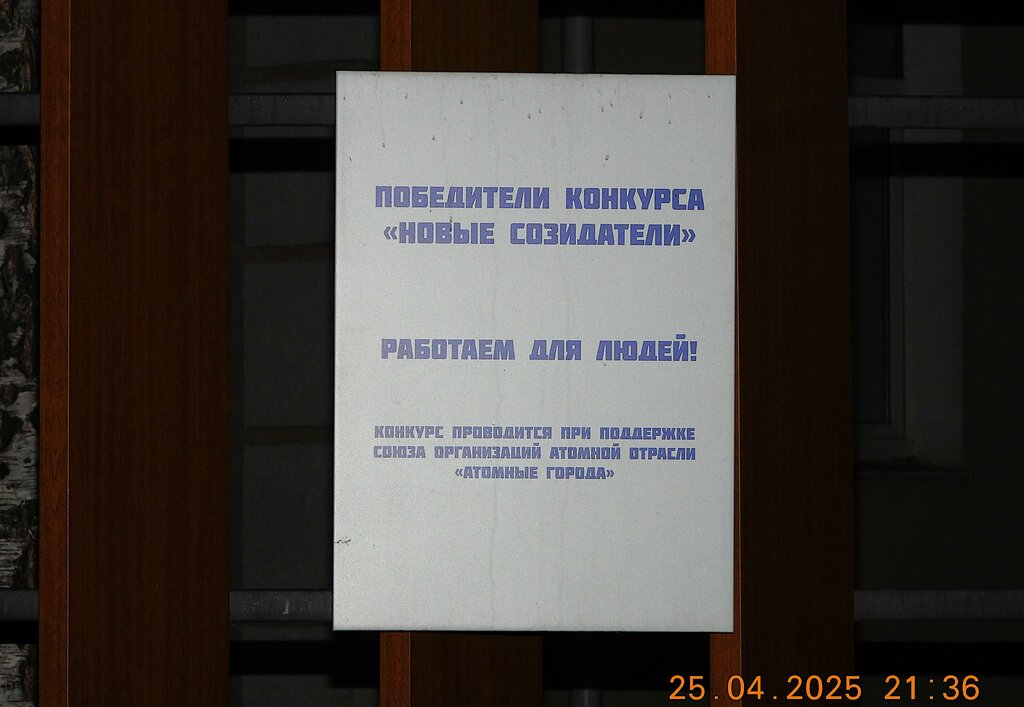 ПОБЕДИТЕЛИ КОНКУРСА
«НОВЫЕ СОЗИДАТЕЛИ»
РАБОТАЕМ ДЛЯ ЛЮДЕЙ!
КОНКУРС ПРОВОДИТСЯ ПРИ ПОДДЕРЖКЕ
СОЮЗА ОРГАНИЗАЦИЙ АТОМНОЙ ОТРАСЛИ
«АТОМНЫЕ ГОРОДА»
25.04.2025 21:36